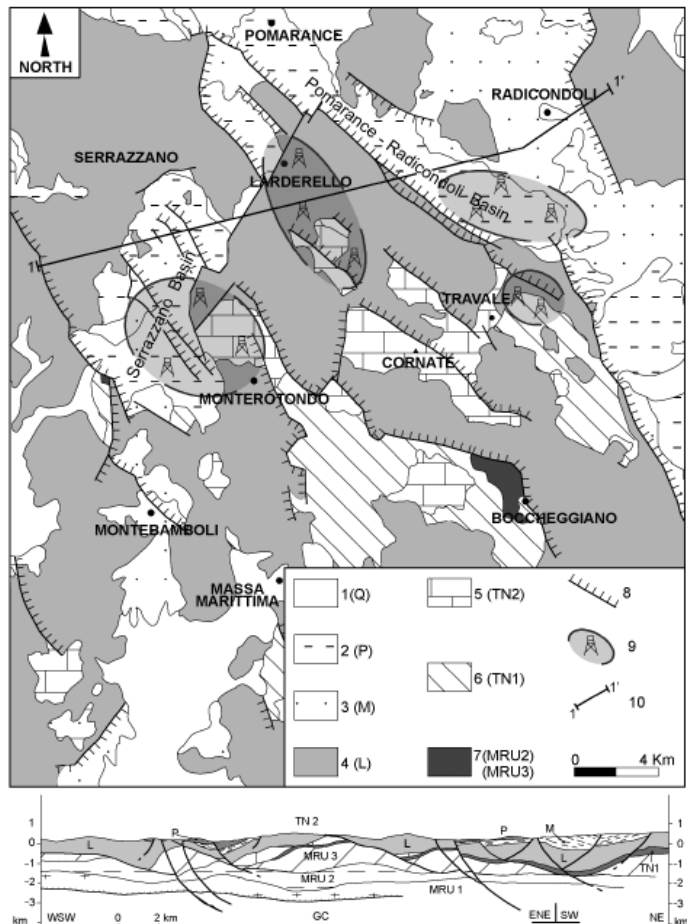 POMARANCE
NORTH
RADICONDOLI
1'
Pomarance - Radicondoli Basin
SERRAZZANO
LARDERELLO
1
Serrazzano Basin
TRAVALE
CORNATE
MONTEROTONDO
BOCCHEGGIANO
MONTEBAMBOLI
MASSA
MARITTIMA
1(Q)
5 (TN2)
8
2 (P)
9
6 (TN1)
3 (M)
1 1' 10
4 (L)
7(MRU2)
(MRU3)
0 4 Km
TN 2
1 P P M 1
0 L L L 0
-1 MRU 3 TN1 -1
-2 MRU 2 MRU 1 -2
-3 -3
km WSW 0 2 km GC ENE SW NE km